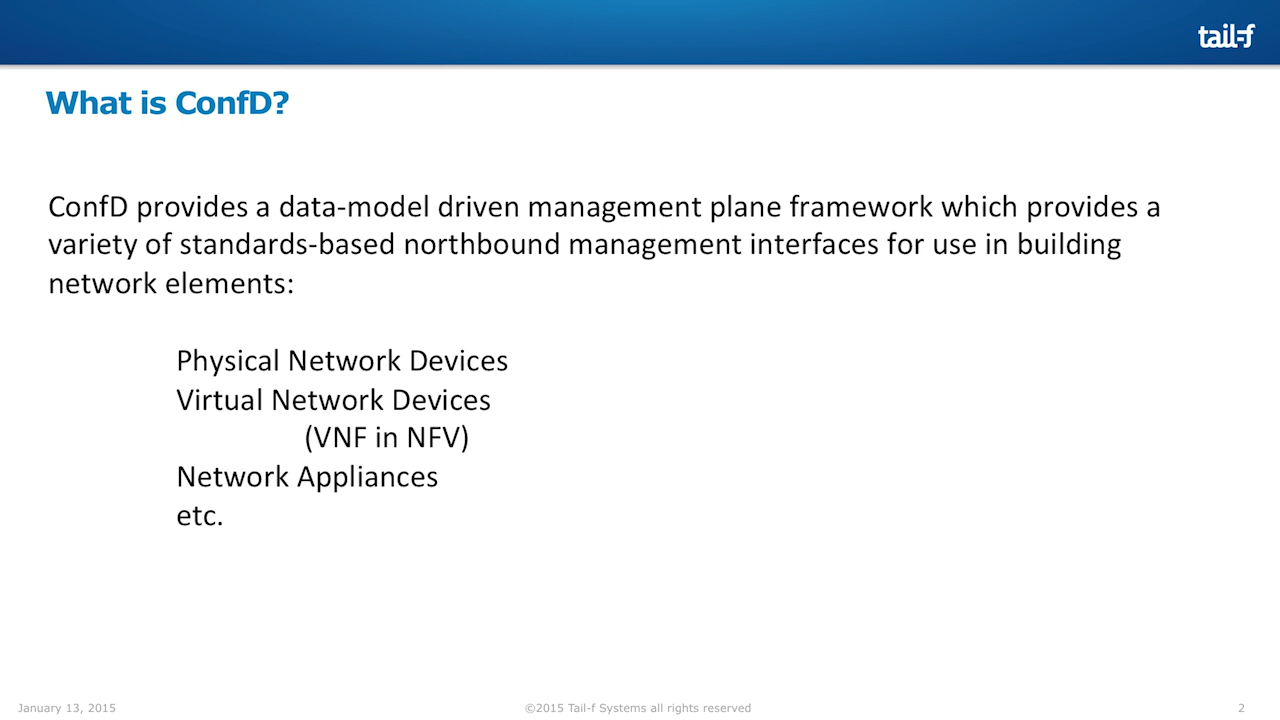 tail-f
What is ConfD?
ConfD provides a data-model driven management plane framework which provides a
variety of standards-based northbound management interfaces for use in building
network elements:
Physical Network Devices
Virtual Network Devices
(VNF in NFV)
Network Appliances
etc.
January 13, 2015
©2015 Tail-f Systems all rights reserved
2